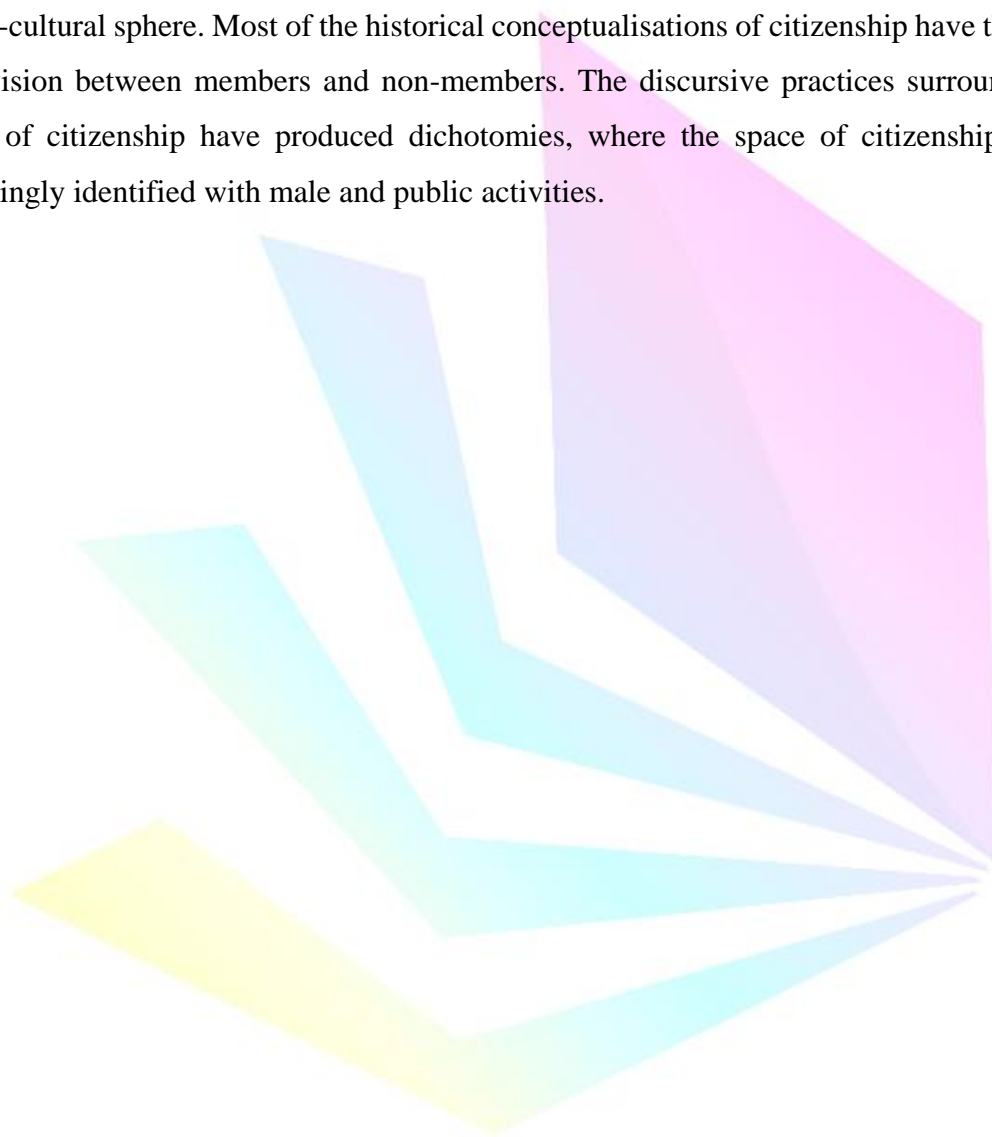 -cultural sphere. Most of the historical conceptualisations of citizenship have t
ision between members and non-members. The discursive practices surrou
of citizenship have produced dichotomies, where the space of citizenship
ingly identified with male and public activities.